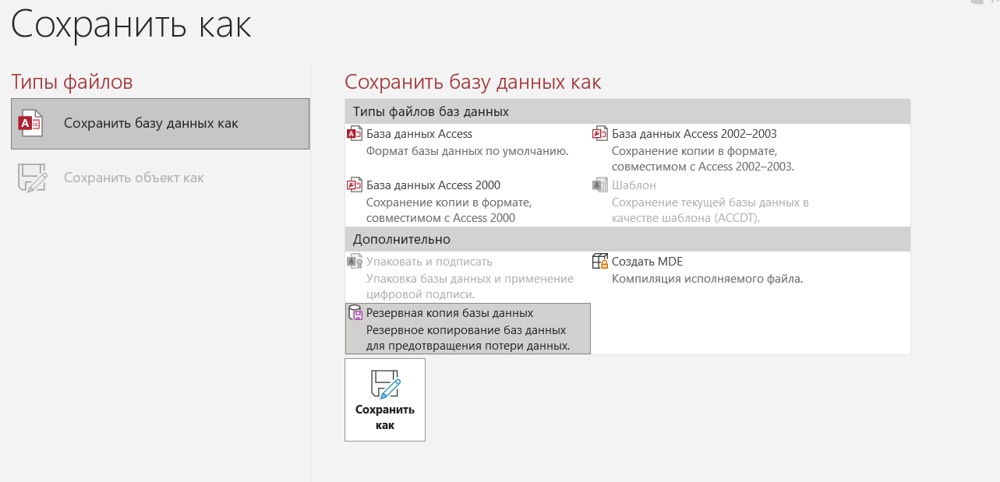 Сохранить как
Типы файлов
Сохранить базу данных как
Сохранить объект как
Сохранить базу данных как
Типы файлов баз данных
База данных Access
Формат базы данных по умолчанию.
База данных Access 2002–2003
Сохранение копии в формате,
совместимом с Access 2002–2003.
База данных Access 2000
Сохранение копии в формате,
совместимом с Access 2000
Шаблон
Сохранение текущей базы данных в
качестве шаблона (ACCDT).
Дополнительно
Упаковать и подписать
Упаковка базы данных и применение
цифровой подписи.
Создать MDE
Компиляция исполняемого файла.
Резервная копия базы данных
Резервное копирование баз данных
для предотвращения потери данных.
Сохранить
как